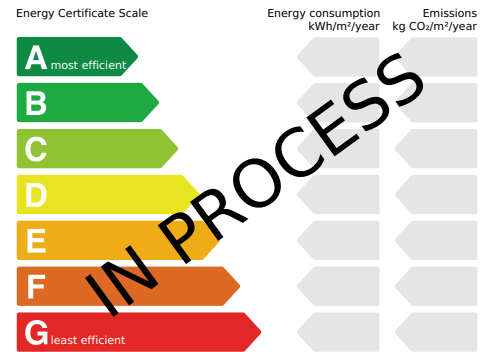 Energy Certificate Scale
Energy consumption
kWh/m²/year
Emissions
kg CO₂/m²/year
A most efficient
B
C
D
E
F
G least efficient
IN PROCESS